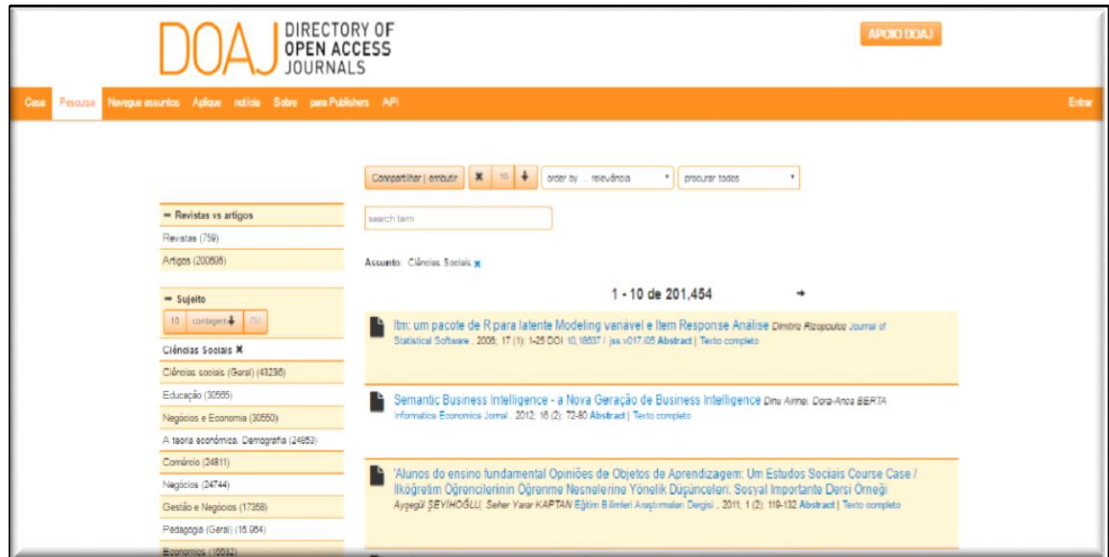 DOAJ
DIRECTORY OF
OPEN ACCESS
JOURNALS
APOIO DOAJ
Casa Pesquisa Navegue assuntos Aplique notícia Sobre para Publishers API Entrar
Compartilhar | embutir 10 order by ... relevância procurar todos
search term
Revistas vs artigos
Revistas (759)
Artigos (200695)
Assunto: Ciências Sociais
1 - 10 de 201,454
Sujeito
10 contagem OU
Ciências Sociais
Ciências sociais (Geral) (43236)
Educação (30565)
Negócios e Economia (30550)
A teoria econômica. Demografia (24853)
Comércio (24811)
Negócios (24744)
Gestão e Negócios (17358)
Pedagogia (Geral) (16.964)
Economics (16632)
ltm: um pacote de R para latente Modeling variável e Item Response Análise Dimitris Rizopoulos Journal of
Statistical Software . 2006; 17 (1): 1-25 DOI 10,18637 / jss.v017.i05 Abstract | Texto completo
Semantic Business Intelligence - a Nova Geração de Business Intelligence Dinu Airinei, Dora-Anca BERTA
Informatica Economica Jornal . 2012; 16 (2): 72-80 Abstract | Texto completo
'Alunos do ensino fundamental Opiniões de Objetos de Aprendizagem: Um Estudos Sociais Course Case /
İlköğretim Öğrencilerinin Öğrenme Nesnelerine Yönelik Düşünceleri: Sosyal Importante Dersi Örneği
Ayşegül ŞEYİHOĞLU, Seher Yarar KAPTAN Eğitim Bilimleri Araştırmaları Dergisi . 2011; 1 (2): 119-132 Abstract | Texto completo